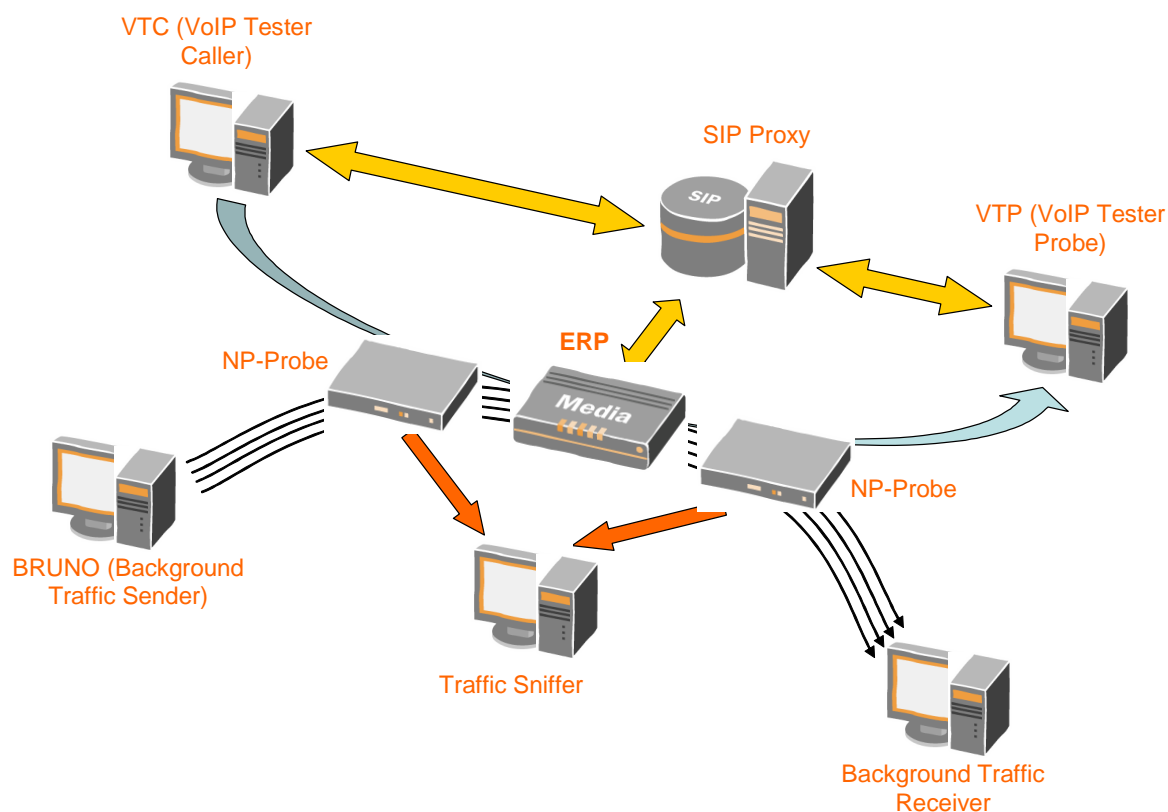 VTC (VoIP Tester
Caller)
SIP Proxy
SIP
VTP (VoIP Tester
Probe)
ERP
NP-Probe
Media
NP-Probe
BRUNO (Background
Traffic Sender)
Traffic Sniffer
Background Traffic
Receiver